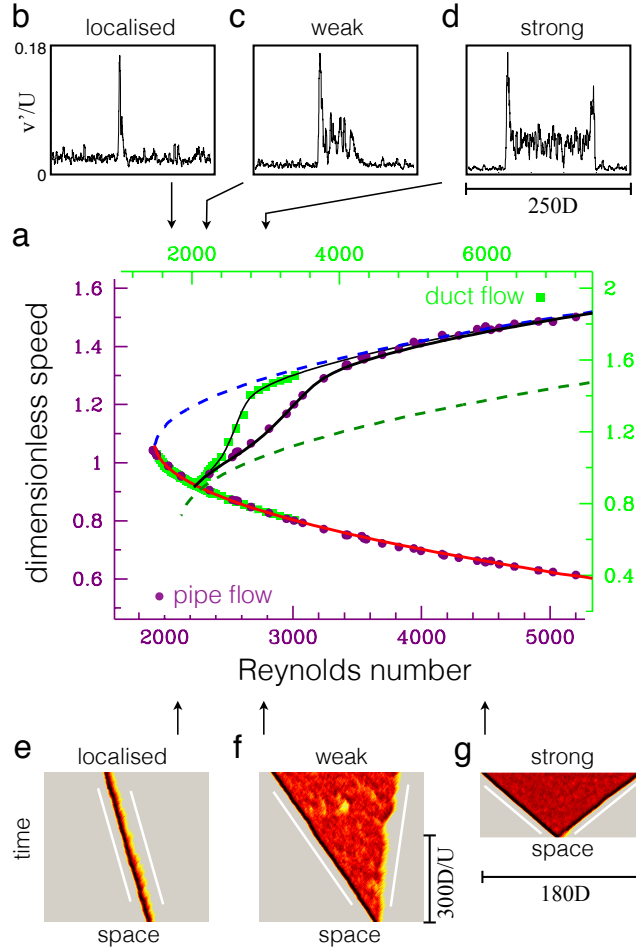 b localised c weak d strong
0.18
v'/U
0
250D
a 2000 4000 6000
duct flow
1.6 1.4 1.2 1 0.8 0.6
dimensionless speed
2 1.6 1.2 0.8 0.4
pipe flow
2000 3000 4000 5000
Reynolds number
e localised f weak g strong
time
space
300D/U
180D
space space